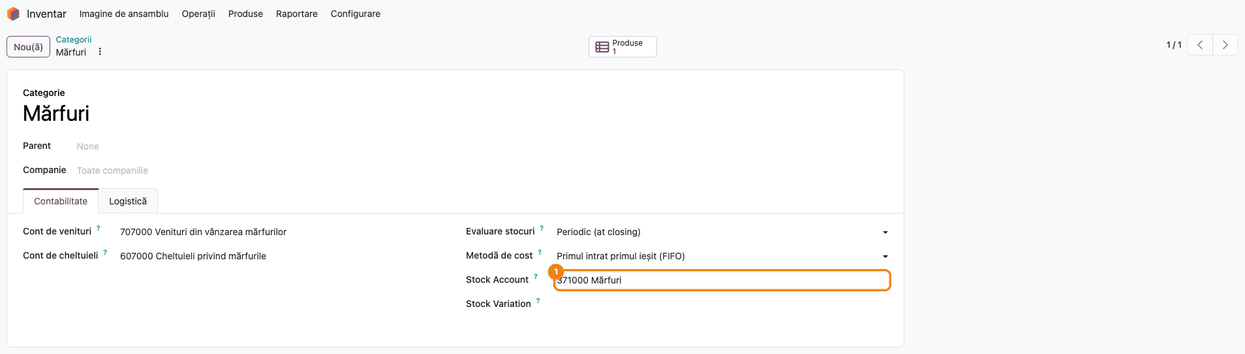 Inventar Imagine de ansamblu Operații Produse Raportare Configurare
Nou(ă)
Categorii
Mărfuri
Produse
1
1 / 1
Categorie
Mărfuri
Parent None
Companie Toate companiile
Contabilitate Logistică
Cont de venituri ? 707000 Venituri din vânzarea mărfurilor
Evaluare stocuri ? Periodic (at closing)
Cont de cheltuieli ? 607000 Cheltuieli privind mărfurile
Metodă de cost ? Primul intrat primul ieșit (FIFO)
1
Stock Account ? 371000 Mărfuri
Stock Variation ?